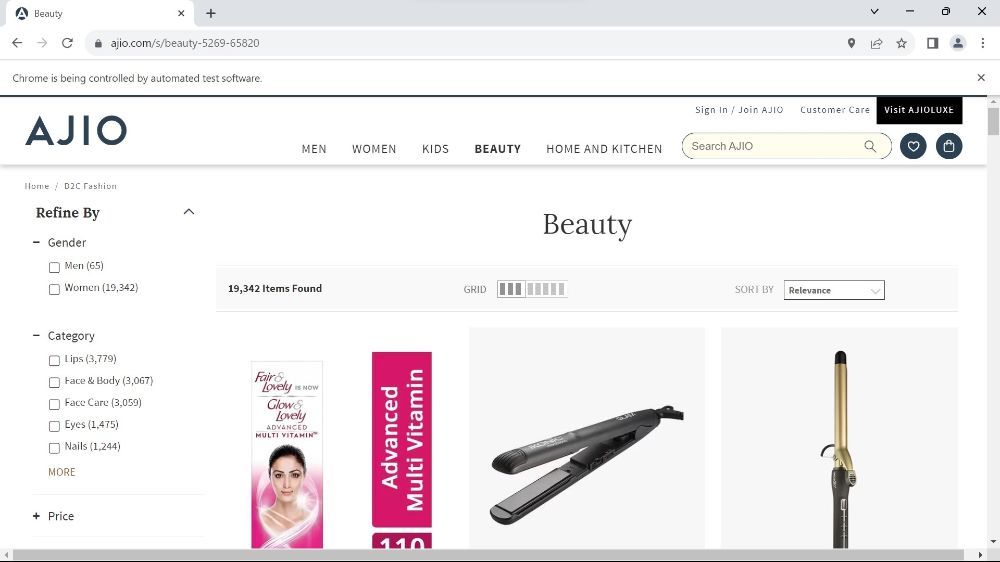 Beauty
ajio.com/s/beauty-5269-65820
Chrome is being controlled by automated test software.
Sign In / Join AJIO
Customer Care
Visit AJIOLUXE
AJIO
MEN
WOMEN
KIDS
BEAUTY
HOME AND KITCHEN
Search AJIO
Home / D2C Fashion
Refine By
Beauty
Gender
Men (65)
Women (19,342)
19,342 Items Found
GRID
SORT BY
Relevance
Category
Lips (3,779)
Face & Body (3,067)
Face Care (3,059)
Eyes (1,475)
Nails (1,244)
MORE
Price
Fair &
Lovely IS NOW
Glow &
Lovely
ADVANCED
MULTI VITAMIN™
Advanced
Multi Vitamin
110
GLAM
IKONIC
PROFESSIONAL